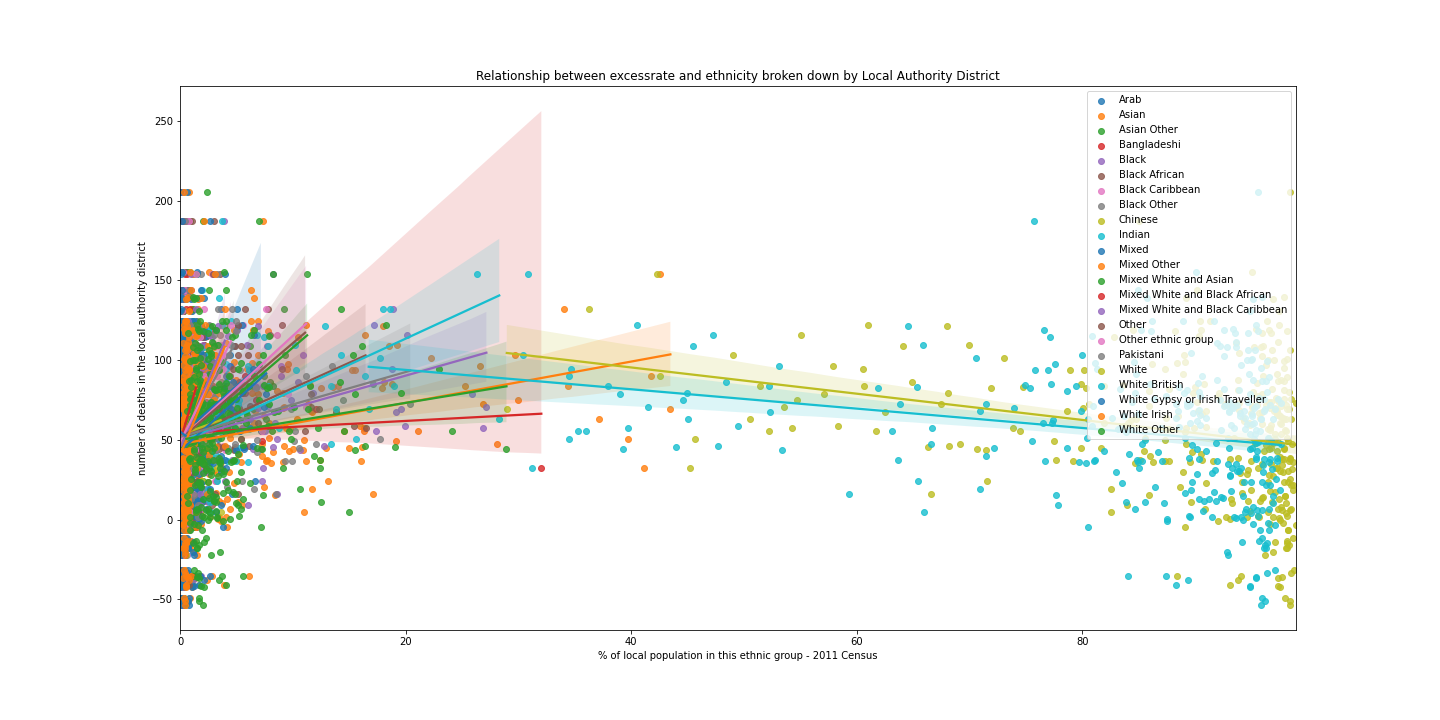 Relationship between excessrate and ethnicity broken down by Local Authority District
number of deaths in the local authority district
250
200
150
100
50
0
−50
0
20
40
60
80
% of local population in this ethnic group - 2011 Census
Arab
Asian
Asian Other
Bangladeshi
Black
Black African
Black Caribbean
Black Other
Chinese
Indian
Mixed
Mixed Other
Mixed White and Asian
Mixed White and Black African
Mixed White and Black Caribbean
Other
Other ethnic group
Pakistani
White
White British
White Gypsy or Irish Traveller
White Irish
White Other